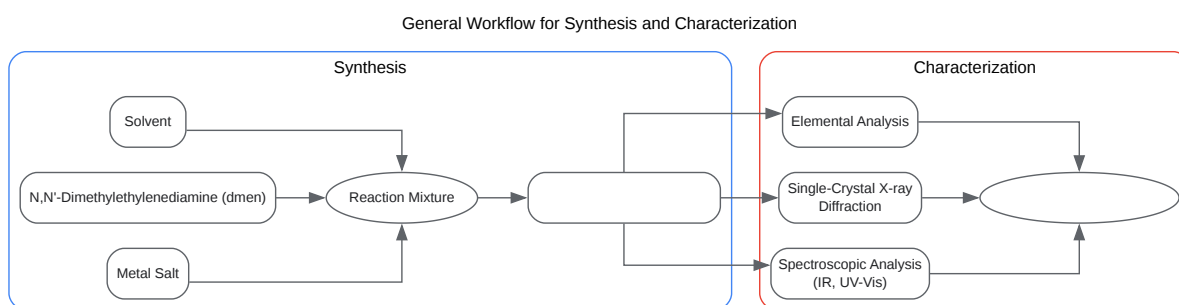 General Workflow for Synthesis and Characterization
Synthesis
Characterization
Solvent
Elemental Analysis
N,N'-Dimethylethylenediamine (dmen)
Reaction Mixture
Single-Crystal X-ray
Diffraction
Metal Salt
Spectroscopic Analysis
(IR, UV-Vis)